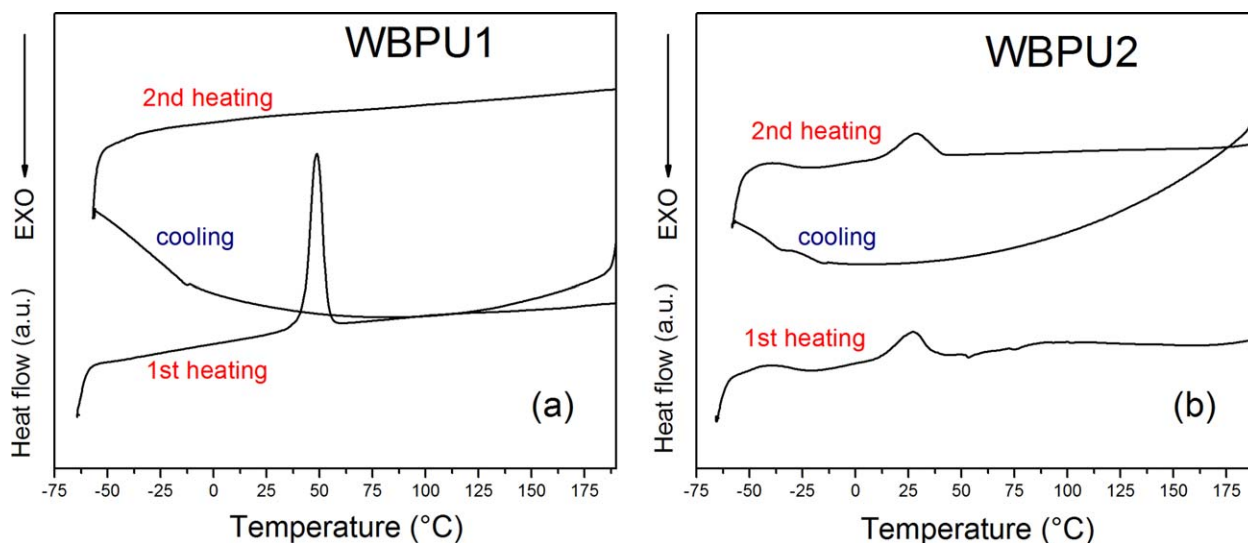 WBPU1
2nd heating
cooling
1st heating
(a)
Heat flow (a.u.) EXO
-75 -50 -25 0 25 50 75 100 125 150 175
Temperature (°C)
WBPU2
2nd heating
cooling
1st heating
(b)
Heat flow (a.u.) EXO
-75 -50 -25 0 25 50 75 100 125 150 175
Temperature (°C)